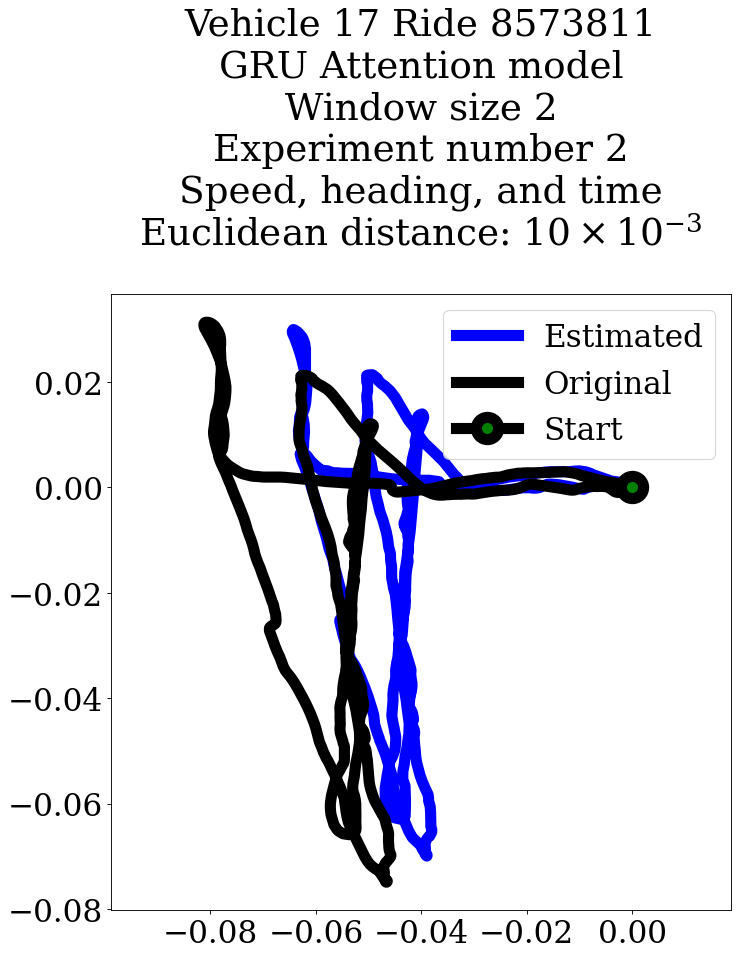 Vehicle 17 Ride 8573811
GRU Attention model
Window size 2
Experiment number 2
Speed, heading, and time
Euclidean distance: 10 × 10⁻³
Estimated
Original
Start
0.02
0.00
−0.02
−0.04
−0.06
−0.08
−0.08 −0.06 −0.04 −0.02 0.00